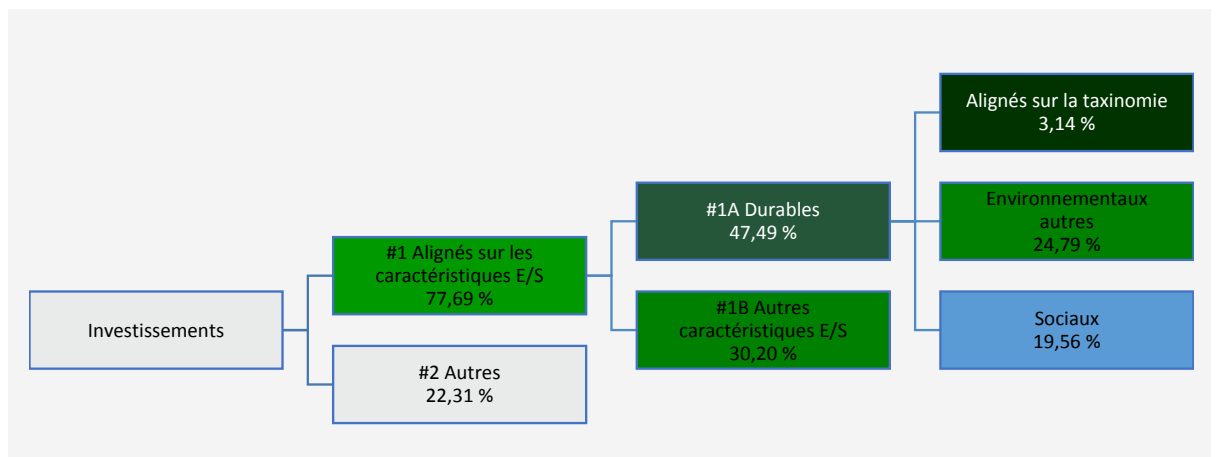 Investissements
#1 Alignés sur les
caractéristiques E/S
77,69 %
#2 Autres
22,31 %
#1A Durables
47,49 %
#1B Autres
caractéristiques E/S
30,20 %
Alignés sur la taxinomie
3,14 %
Environnementaux
autres
24,79 %
Sociaux
19,56 %